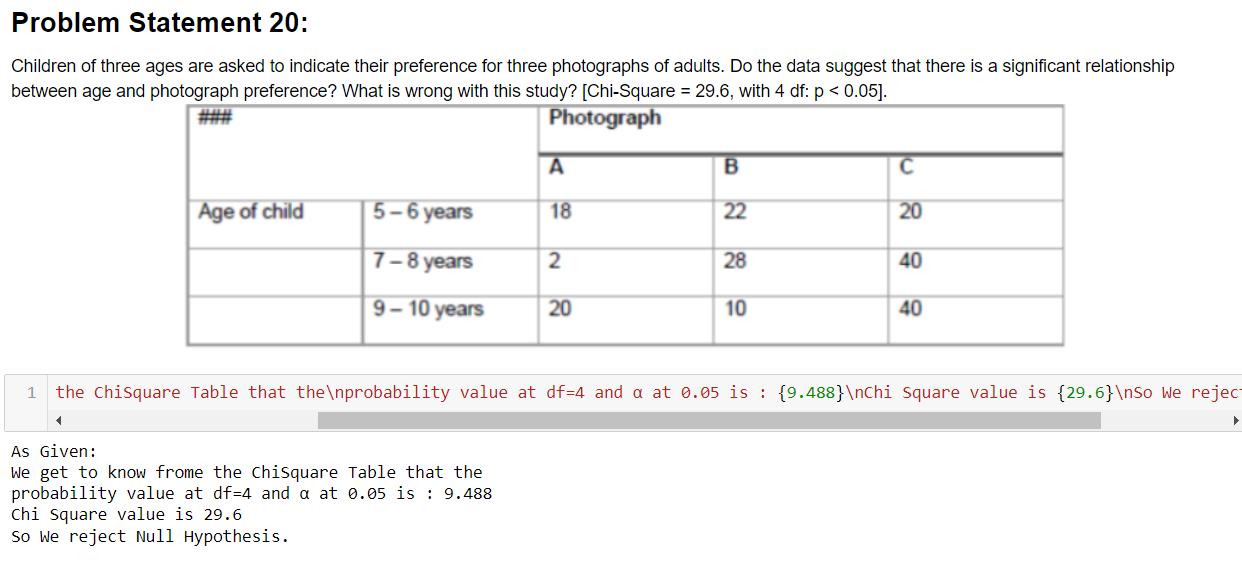 Problem Statement 20:
Children of three ages are asked to indicate their preference for three photographs of adults. Do the data suggest that there is a significant relationship
between age and photograph preference? What is wrong with this study? [Chi-Square = 29.6, with 4 df: p < 0.05].
### Photograph
A B C
Age of child 5 – 6 years 18 22 20
7 – 8 years 2 28 40
9 – 10 years 20 10 40
1 the ChiSquare Table that the\nprobability value at df=4 and α at 0.05 is : {9.488}\nChi Square value is {29.6}\nSo We rejec
As Given:
We get to know frome the ChiSquare Table that the
probability value at df=4 and α at 0.05 is : 9.488
Chi Square value is 29.6
So We reject Null Hypothesis.